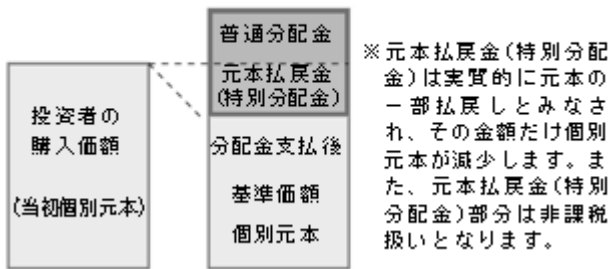 投資者の
購入価額
(当初個別元本)
普通分配金
元本払戻金
(特別分配金)
分配金支払後
基準価額
個別元本
※元本払戻金(特別分配
金)は実質的に元本の
一部払戻しとみなさ
れ、その金額だけ個別
元本が減少します。ま
た、元本払戻金(特別
分配金)部分は非課税
扱いとなります。